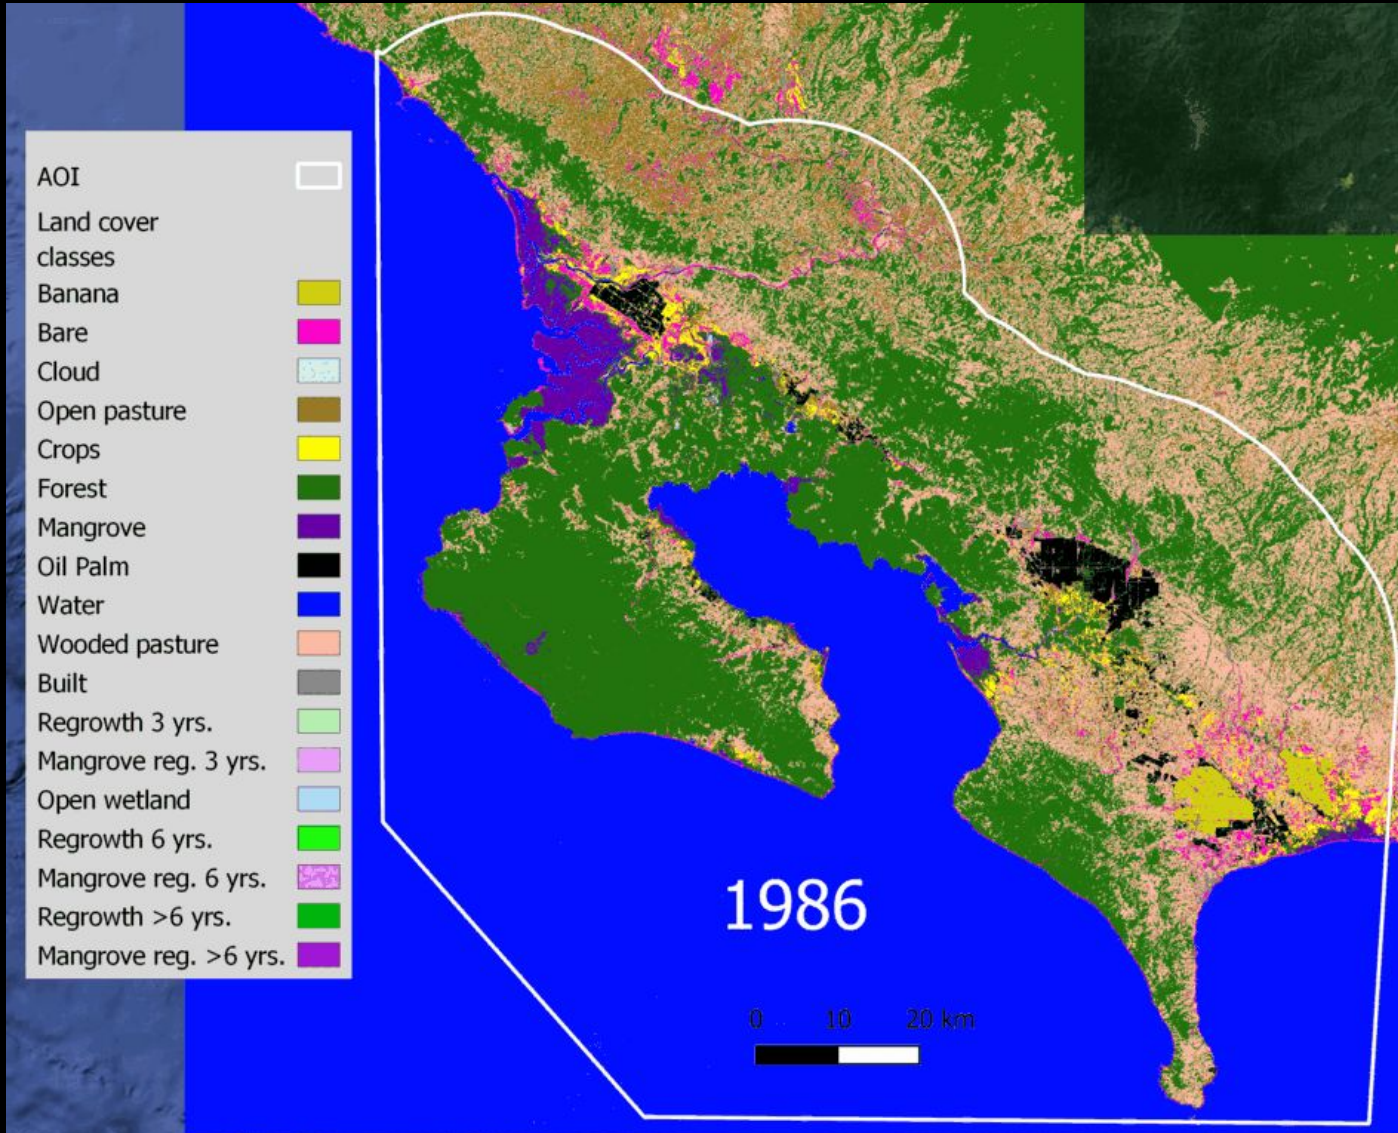 AOI
Land cover
classes
Banana
Bare
Cloud
Open pasture
Crops
Forest
Mangrove
Oil Palm
Water
Wooded pasture
Built
Regrowth 3 yrs.
Mangrove reg. 3 yrs.
Open wetland
Regrowth 6 yrs.
Mangrove reg. 6 yrs.
Regrowth >6 yrs.
Mangrove reg. >6 yrs.
1986
0 10 20 km